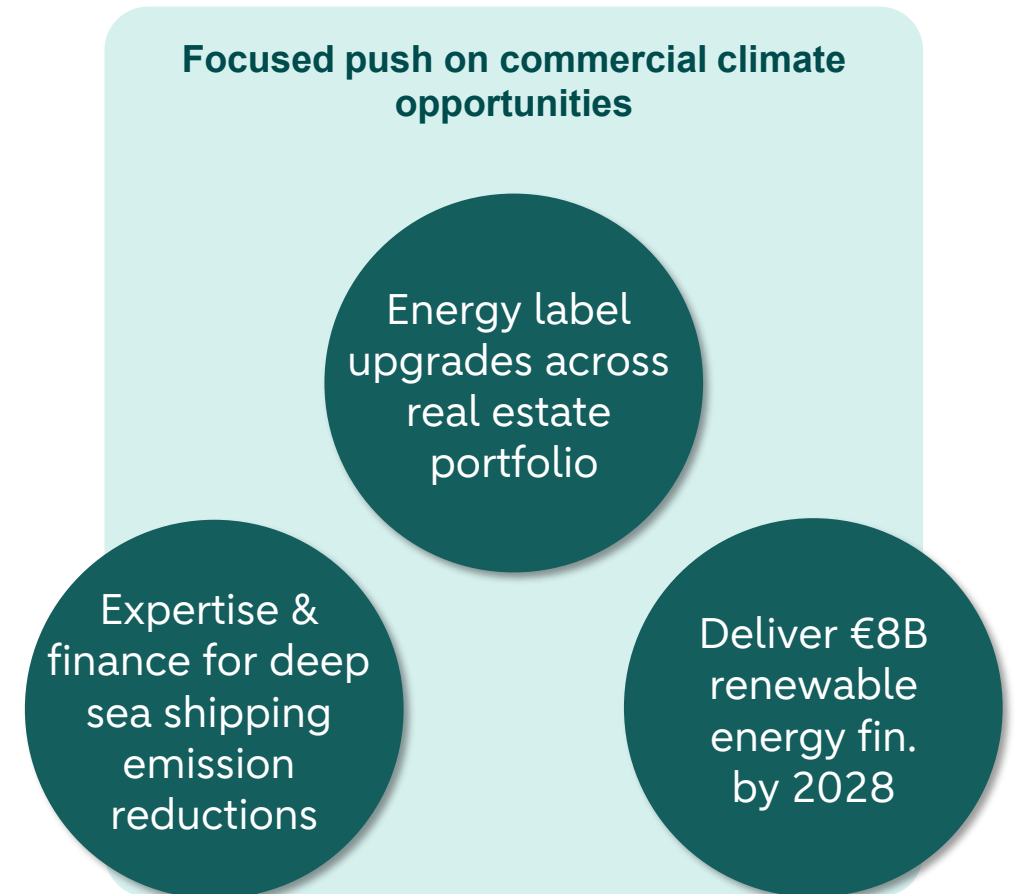 Focused push on commercial climate
opportunities
Energy label
upgrades across
real estate
portfolio
Expertise &
finance for deep
sea shipping
emission
reductions
Deliver €8B
renewable
energy fin.
by 2028